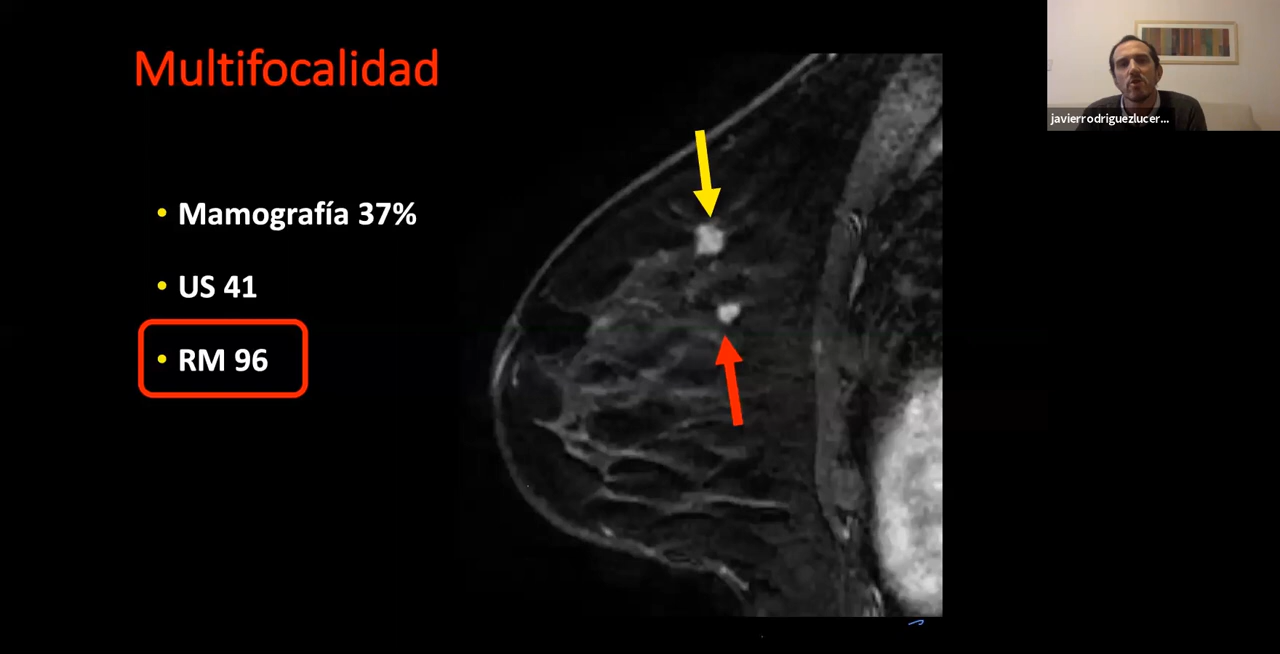 Multifocalidad
• Mamografía 37%
• US 41
• RM 96
javierrodriguezlucer...